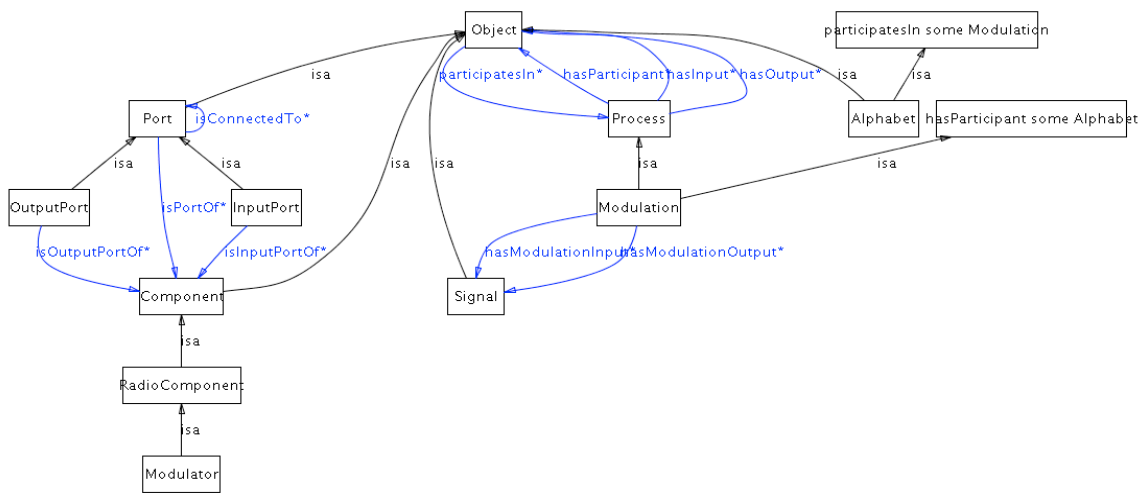 Object
participatesIn some Modulation
isa
participatesIn*
hasParticipant*
hasInput*
hasOutput*
isa
isa
Port
isConnectedTo*
Process
Alphabet
hasParticipant some Alphabet
isa
isa
isa
isa
isa
isa
OutputPort
isPortOf*
InputPort
Modulation
isOutputPortOf*
isInputPortOf*
hasModulationInput*
hasModulationOutput*
Component
Signal
isa
RadioComponent
isa
Modulator